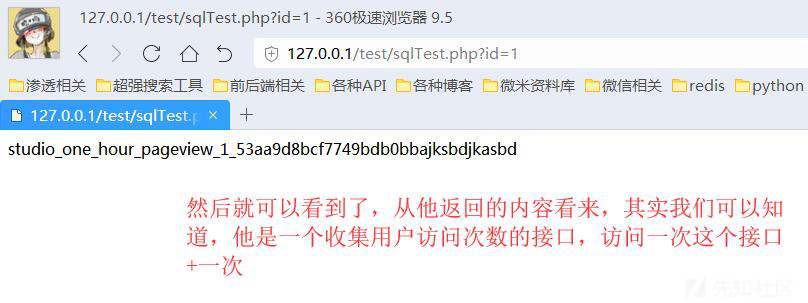 127.0.0.1/test/sqlTest.php?id=1 - 360极速浏览器 9.5
127.0.0.1/test/sqlTest.php?id=1
渗透相关 超强搜索工具 前后端相关 各种API 各种博客 微米资料库 微信相关 redis python
127.0.0.1/test/sqlTest.p × +
studio_one_hour_pageview_1_53aa9d8bcf7749bdb0bbajksbdjkasbd
然后就可以看到了，从他返回的内容看来，其实我们可以知
道，他是一个收集用户访问次数的接口，访问一次这个接口
+一次
先知社区